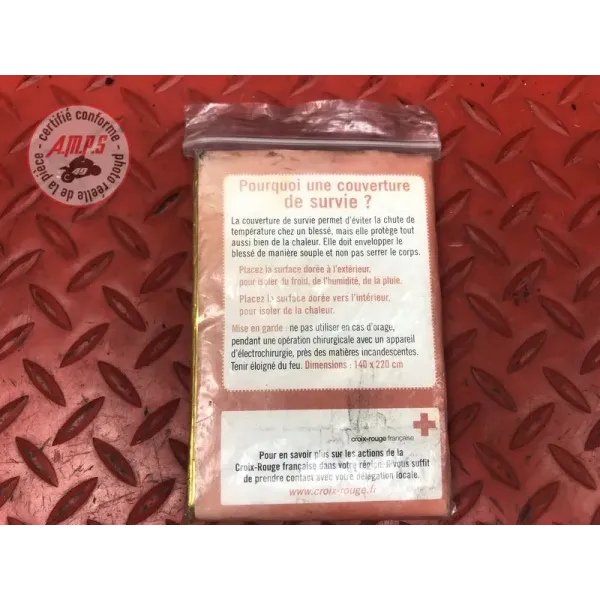 certifié conforme
A.M.P.S
photo réelle de la pièce
Pourquoi une couverture
de survie ?
La couverture de survie permet d'éviter la chute de
température chez un blessé, mais elle protège tout
aussi bien de la chaleur. Elle doit envelopper le
blessé de manière souple et non pas serrer le corps.
Placez la surface dorée à l'extérieur,
pour isoler du froid, de l'humidité, de la pluie.
Placez la surface dorée vers l'intérieur,
pour isoler de la chaleur.
Mise en garde : ne pas utiliser en cas d'orage,
pendant une opération chirurgicale avec un appareil
d'électrochirurgie, près des matières incandescentes.
Tenir éloigné du feu. Dimensions : 140 x 220 cm
croix-rouge française
Pour en savoir plus sur les actions de la
Croix-Rouge française dans votre région, il vous suffit
de prendre contact avec votre délégation locale.
www.croix-rouge.fr